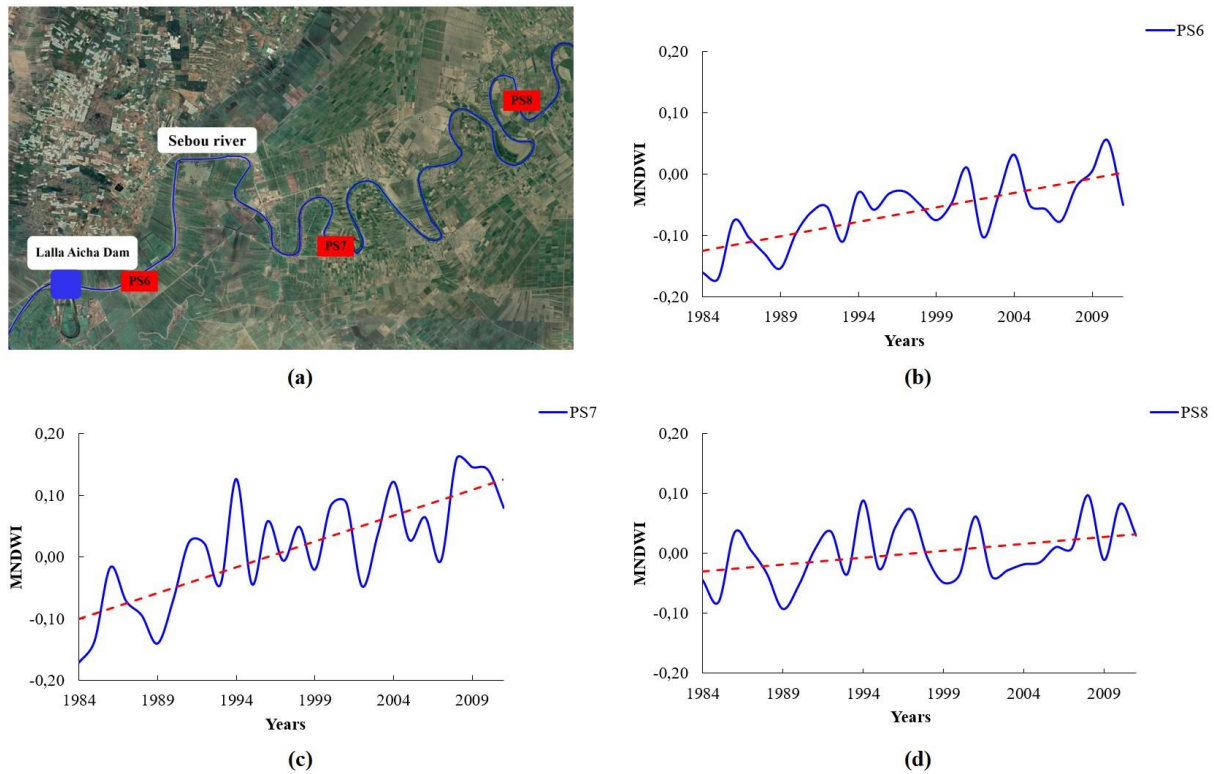 Sebou river
Lalla Aicha Dam
PS6
PS7
PS8
(a)
PS6
0,20
0,10
0,00
-0,10
-0,20
MNDWI
1984 1989 1994 1999 2004 2009
Years
(b)
PS7
0,20
0,10
0,00
-0,10
-0,20
MNDWI
1984 1989 1994 1999 2004 2009
Years
(c)
PS8
0,20
0,10
0,00
-0,10
-0,20
MNDWI
1984 1989 1994 1999 2004 2009
Years
(d)